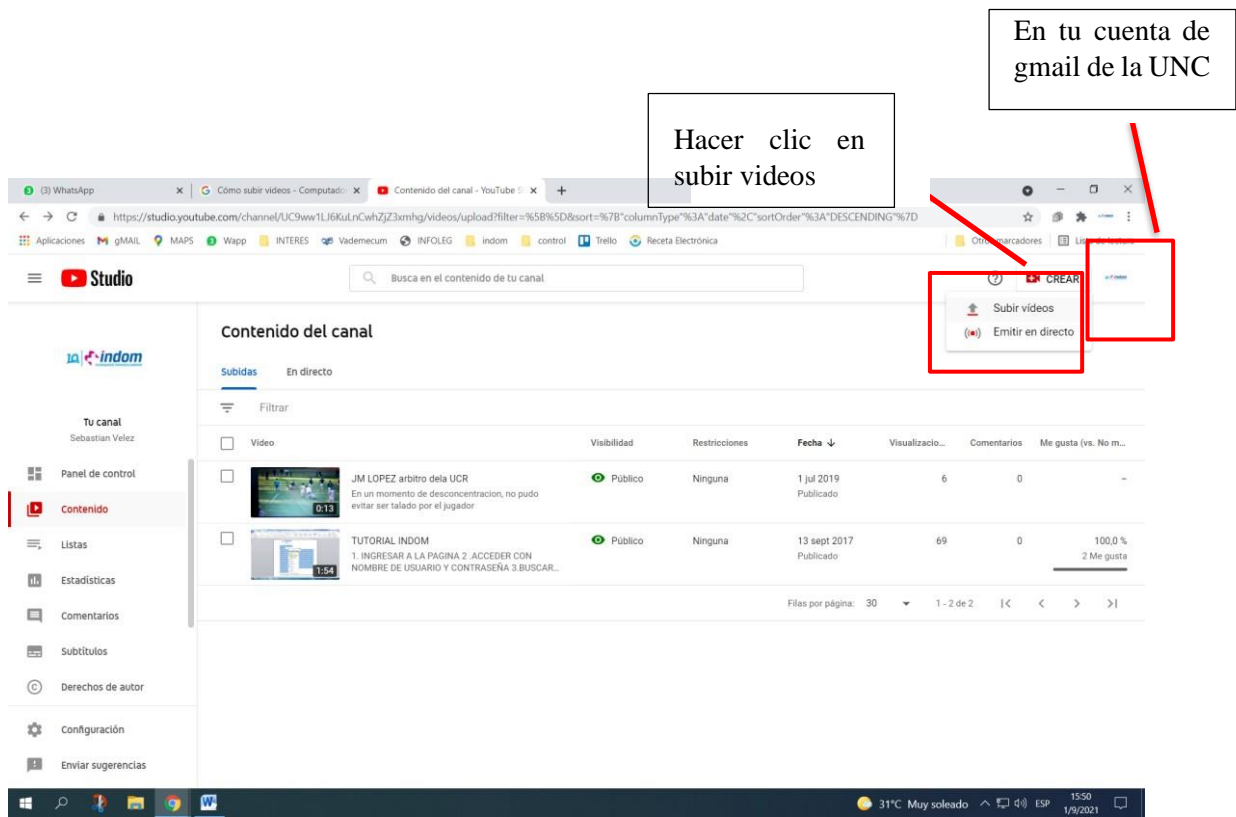 En tu cuenta de
gmail de la UNC
Hacer clic en
subir videos
(3) WhatsApp
Cómo subir videos - Computado
Contenido del canal - YouTube S
https://studio.youtube.com/channel/UC9ww1LJ6KuLnCwhZjZ3xmhg/videos/upload?filter=%5B%5D&sort=%7B"columnType"%3A"date"%2C"sortOrder"%3A"DESCENDING"%7D
Aplicaciones gMAIL MAPS Wapp INTERES Vademecum INFOLEG indom control Trello Receta Electrónica Otros marcadores Lista de lectura
Studio
Busca en el contenido de tu canal
CREAR
Subir vídeos
Emitir en directo
Contenido del canal
indom
Subidas En directo
Filtrar
Tu canal
Sebastian Velez
Vídeo Visibilidad Restricciones Fecha Visualizacio... Comentarios Me gusta (vs. No m...
Panel de control
Contenido
Listas
Estadísticas
Comentarios
Subtítulos
Derechos de autor
Configuración
Enviar sugerencias
0:13
JM LOPEZ arbitro dela UCR
En un momento de desconcentracion, no pudo
evitar ser talado por el jugador
Público Ninguna 1 jul 2019 6 0 –
Publicado
1:54
TUTORIAL INDOM
1. INGRESAR A LA PAGINA 2 .ACCEDER CON
NOMBRE DE USUARIO Y CONTRASEÑA 3.BUSCAR...
Público Ninguna 13 sept 2017 69 0 100,0 %
Publicado 2 Me gusta
Filas por página: 30 1 - 2 de 2
31°C Muy soleado ESP 15:50
1/9/2021